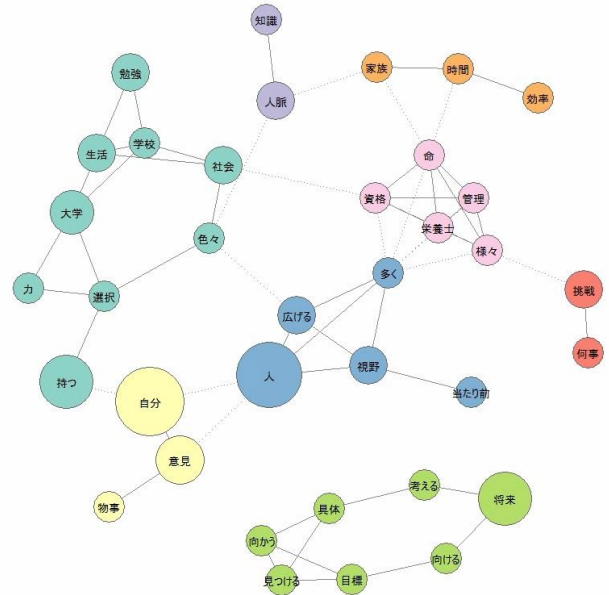 知識
家族
時間
勉強
効率
人脈
学校
生活
命
社会
資格
管理
大学
栄養士
色々
様々
多く
力
選択
挑戦
広げる
何事
視野
人
持つ
当たり前
自分
意見
考える
将来
物事
具体
向かう
向ける
見つける
目標